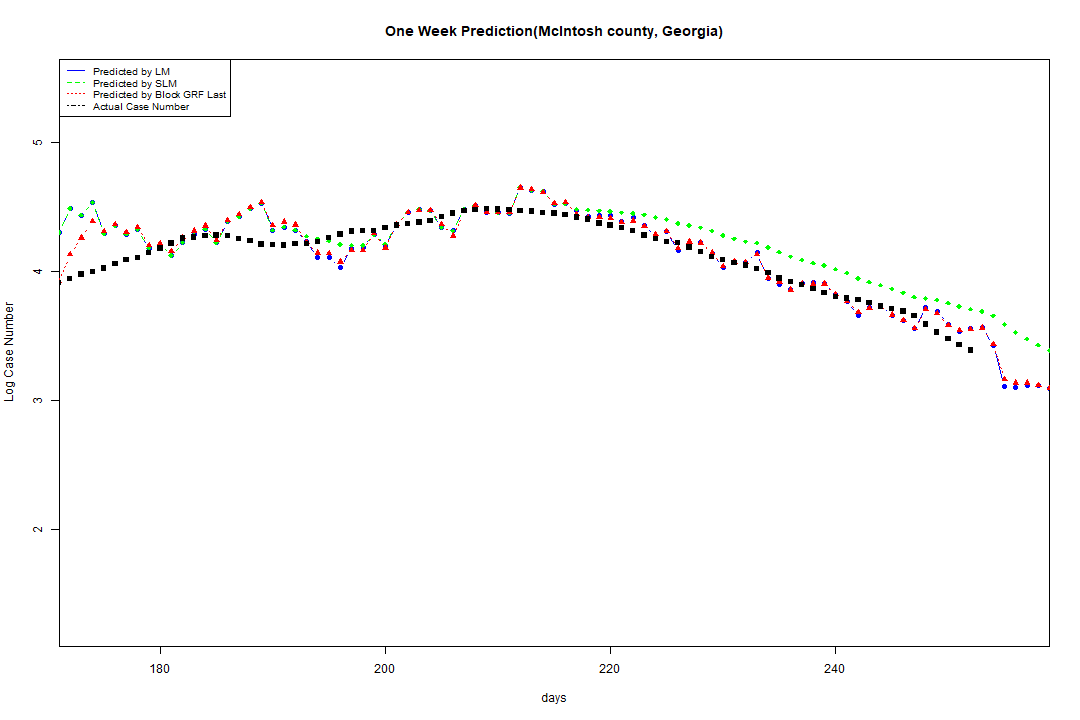 One Week Prediction(McIntosh county, Georgia)
Predicted by LM
Predicted by SLM
Predicted by Block GRF Last
Actual Case Number
5
4
3
2
Log Case Number
180
200
220
240
days